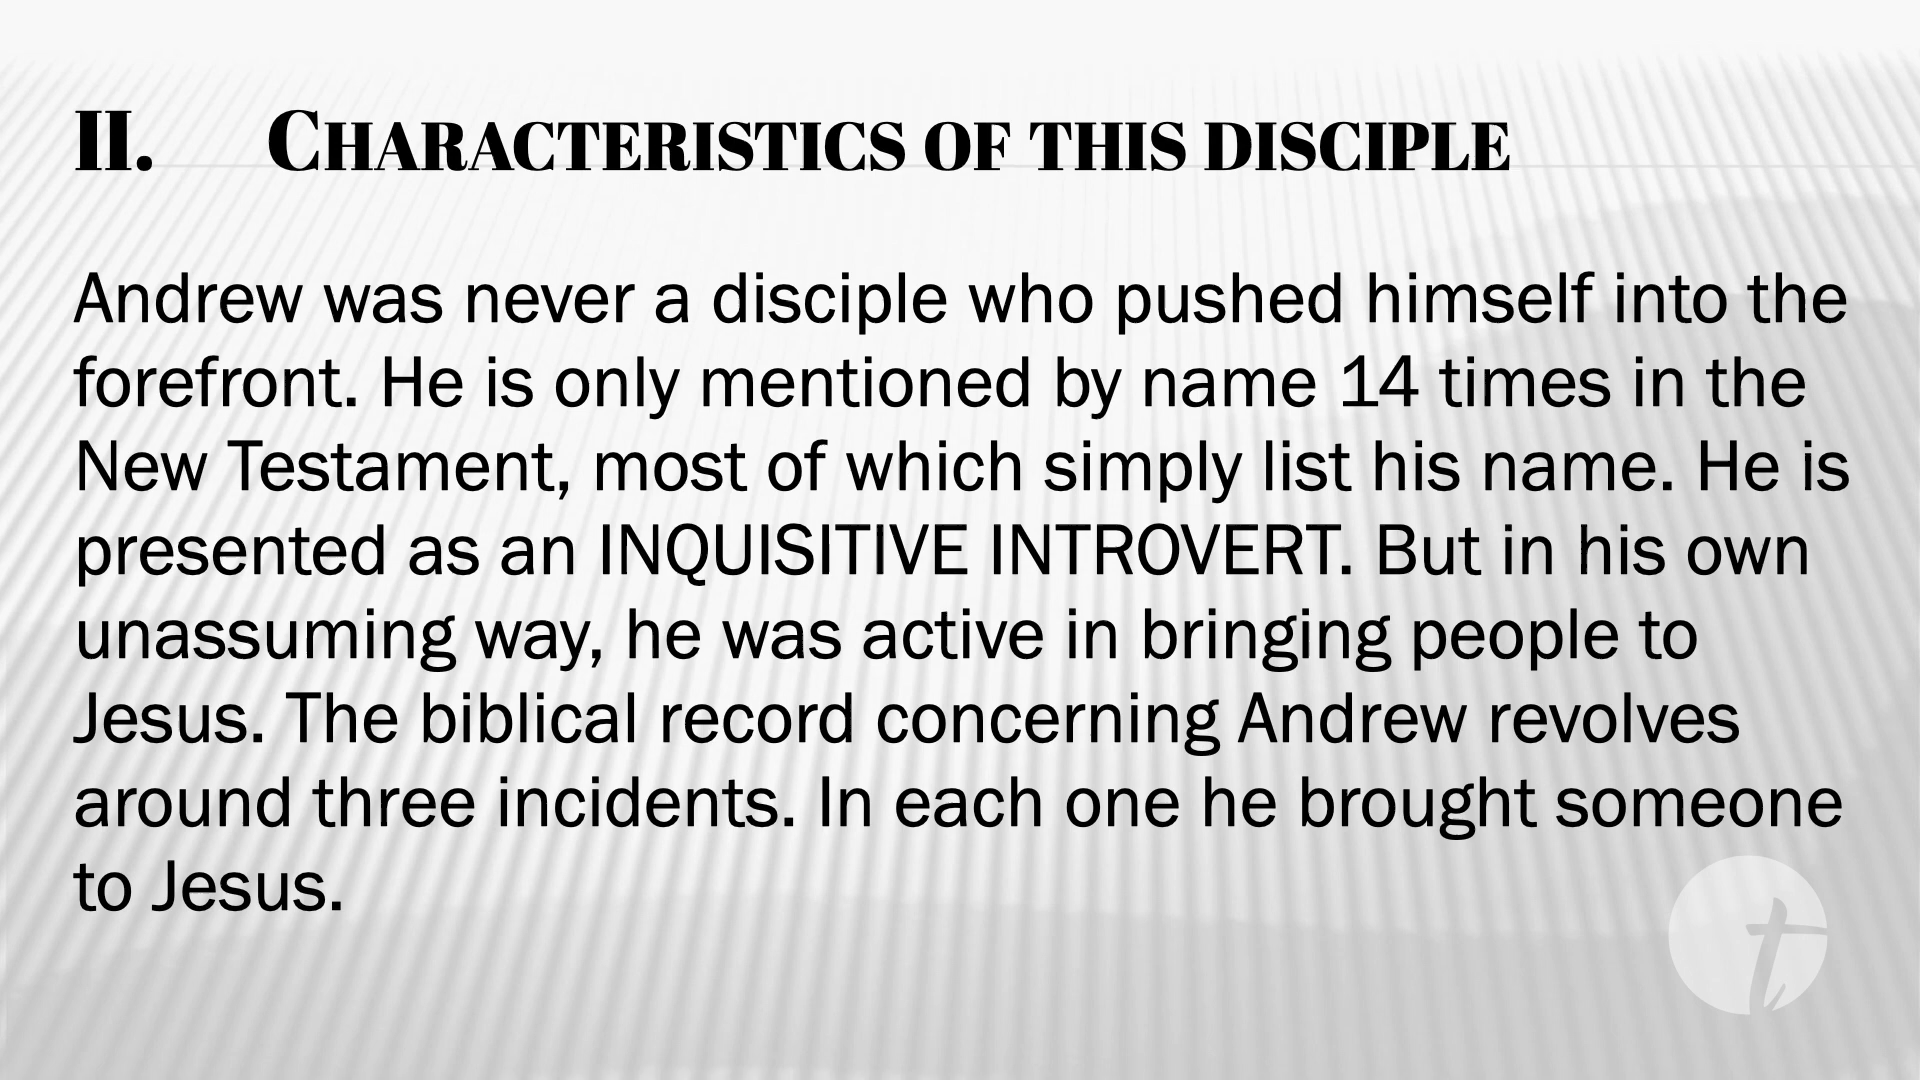 II. CHARACTERISTICS OF THIS DISCIPLE
Andrew was never a disciple who pushed himself into the
forefront. He is only mentioned by name 14 times in the
New Testament, most of which simply list his name. He is
presented as an INQUISITIVE INTROVERT. But in his own
unassuming way, he was active in bringing people to
Jesus. The biblical record concerning Andrew revolves
around three incidents. In each one he brought someone
to Jesus.